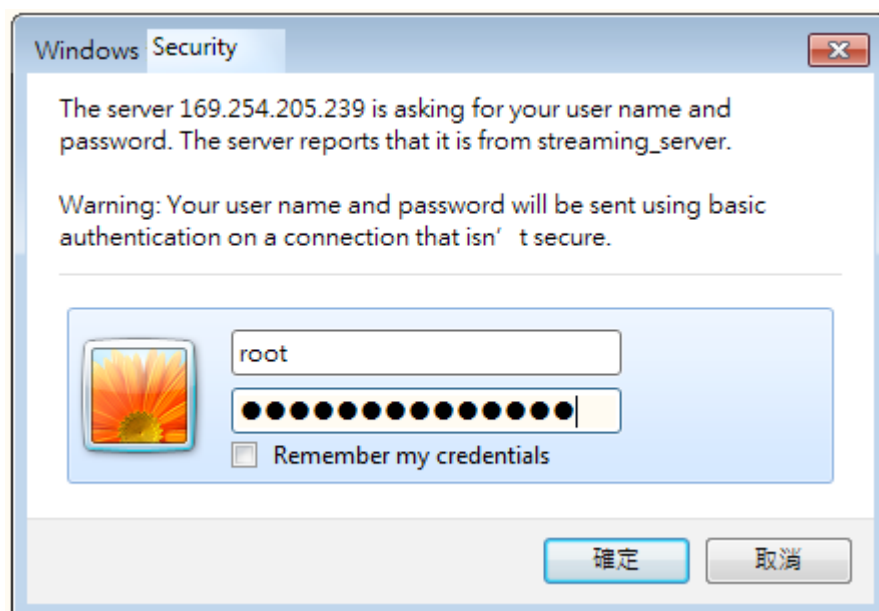 Windows Security
The server 169.254.205.239 is asking for your user name and
password. The server reports that it is from streaming_server.
Warning: Your user name and password will be sent using basic
authentication on a connection that isn’ t secure.
root
●●●●●●●●●●●●●●
Remember my credentials
確定 取消